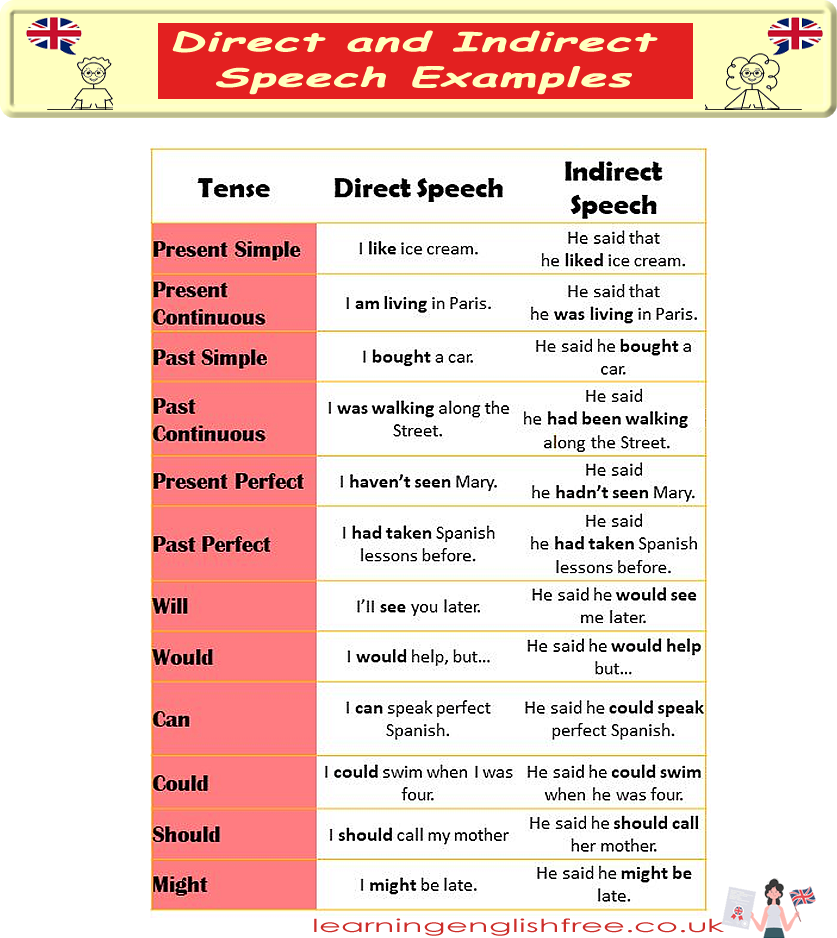 Direct and Indirect
Speech Examples
Tense
Direct Speech
Indirect
Speech
Present Simple
I like ice cream.
He said that
he liked ice cream.
Present
Continuous
I am living in Paris.
He said that
he was living in Paris.
Past Simple
I bought a car.
He said he bought a
car.
Past
Continuous
I was walking along the
Street.
He said
he had been walking
along the Street.
Present Perfect
I haven’t seen Mary.
He said
he hadn’t seen Mary.
Past Perfect
I had taken Spanish
lessons before.
He said
he had taken Spanish
lessons before.
Will
I’ll see you later.
He said he would see
me later.
Would
I would help, but...
He said he would help
but...
Can
I can speak perfect
Spanish.
He said he could speak
perfect Spanish.
Could
I could swim when I was
four.
He said he could swim
when he was four.
Should
I should call my mother
He said he should call
her mother.
Might
I might be late.
He said he might be
late.
learningenglishfree.co.uk